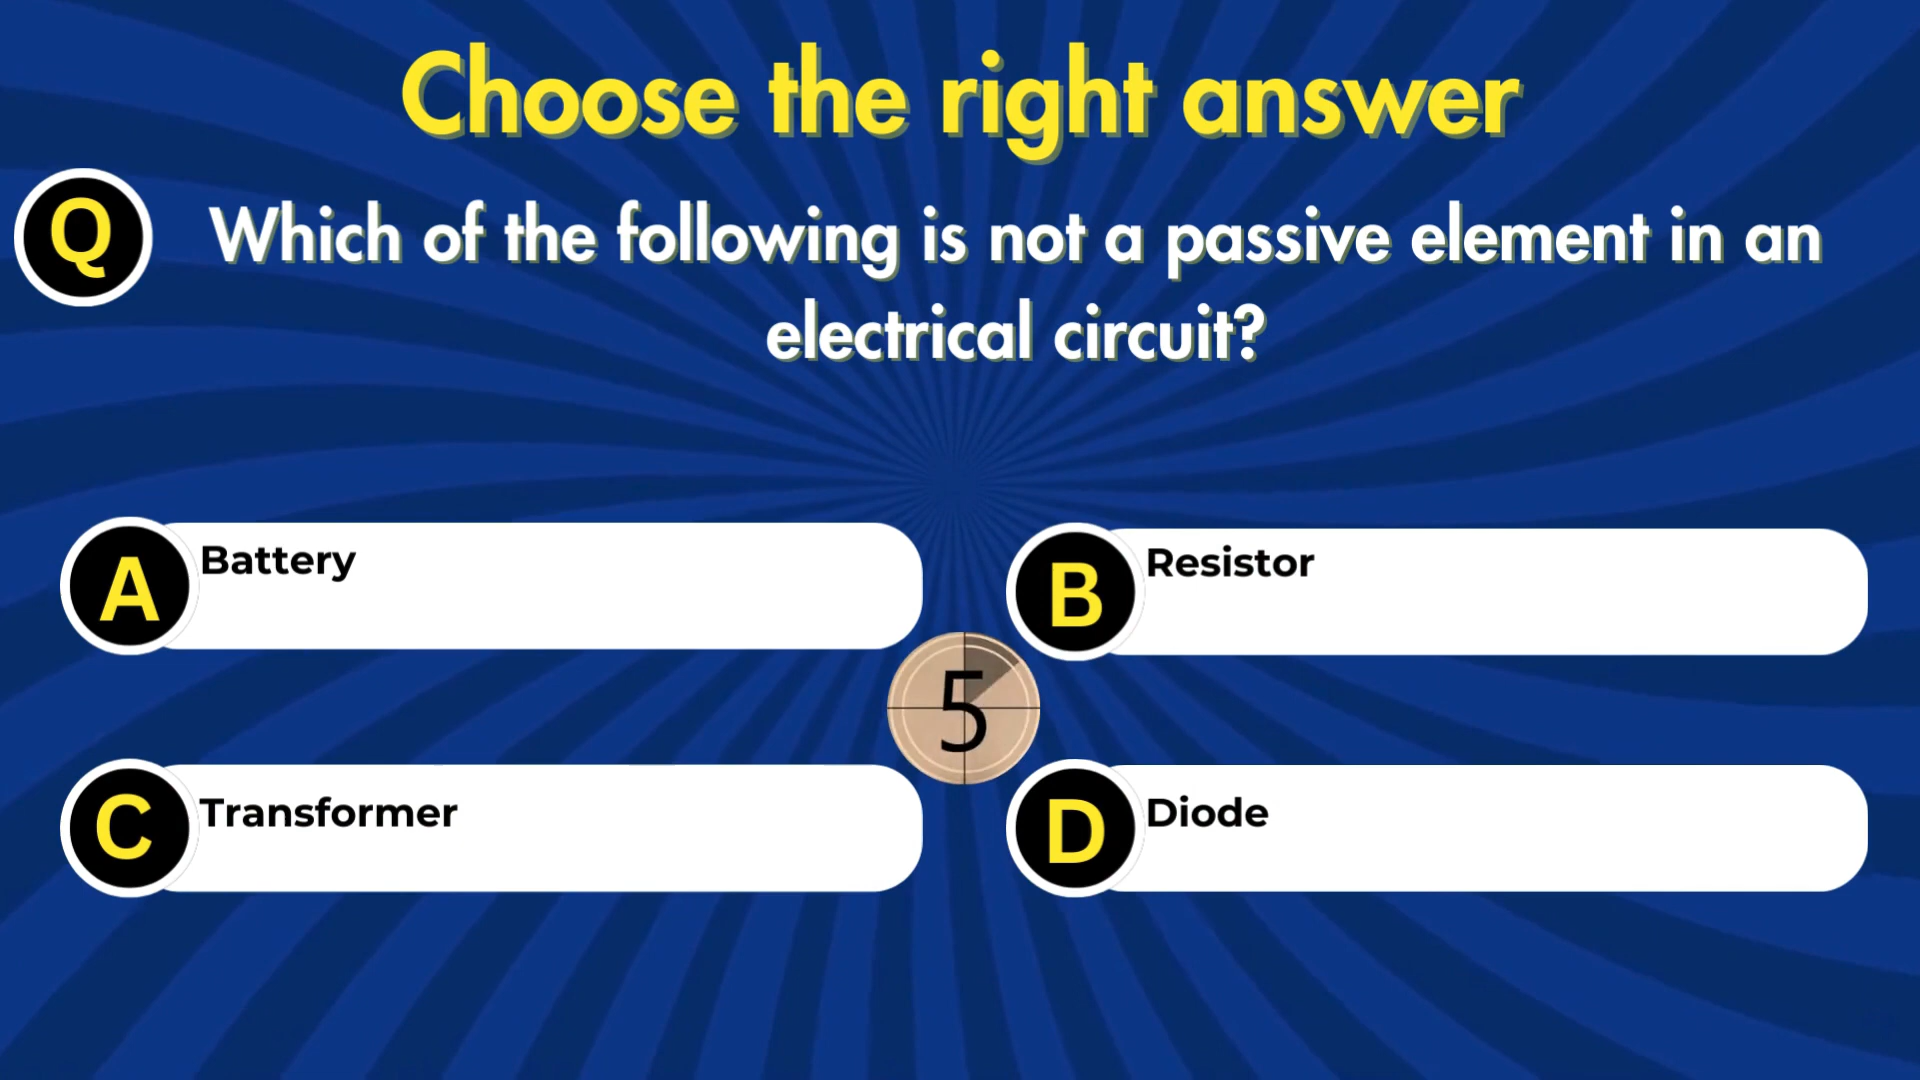 Choose the right answer
Q
Which of the following is not a passive element in an
electrical circuit?
A
Battery
B
Resistor
5
C
Transformer
D
Diode